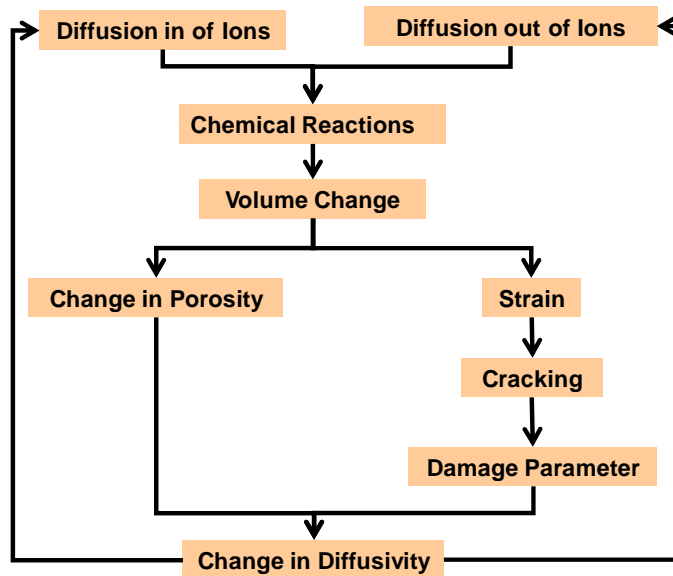 Diffusion in of Ions
Diffusion out of Ions
Chemical Reactions
Volume Change
Change in Porosity
Strain
Cracking
Damage Parameter
Change in Diffusivity